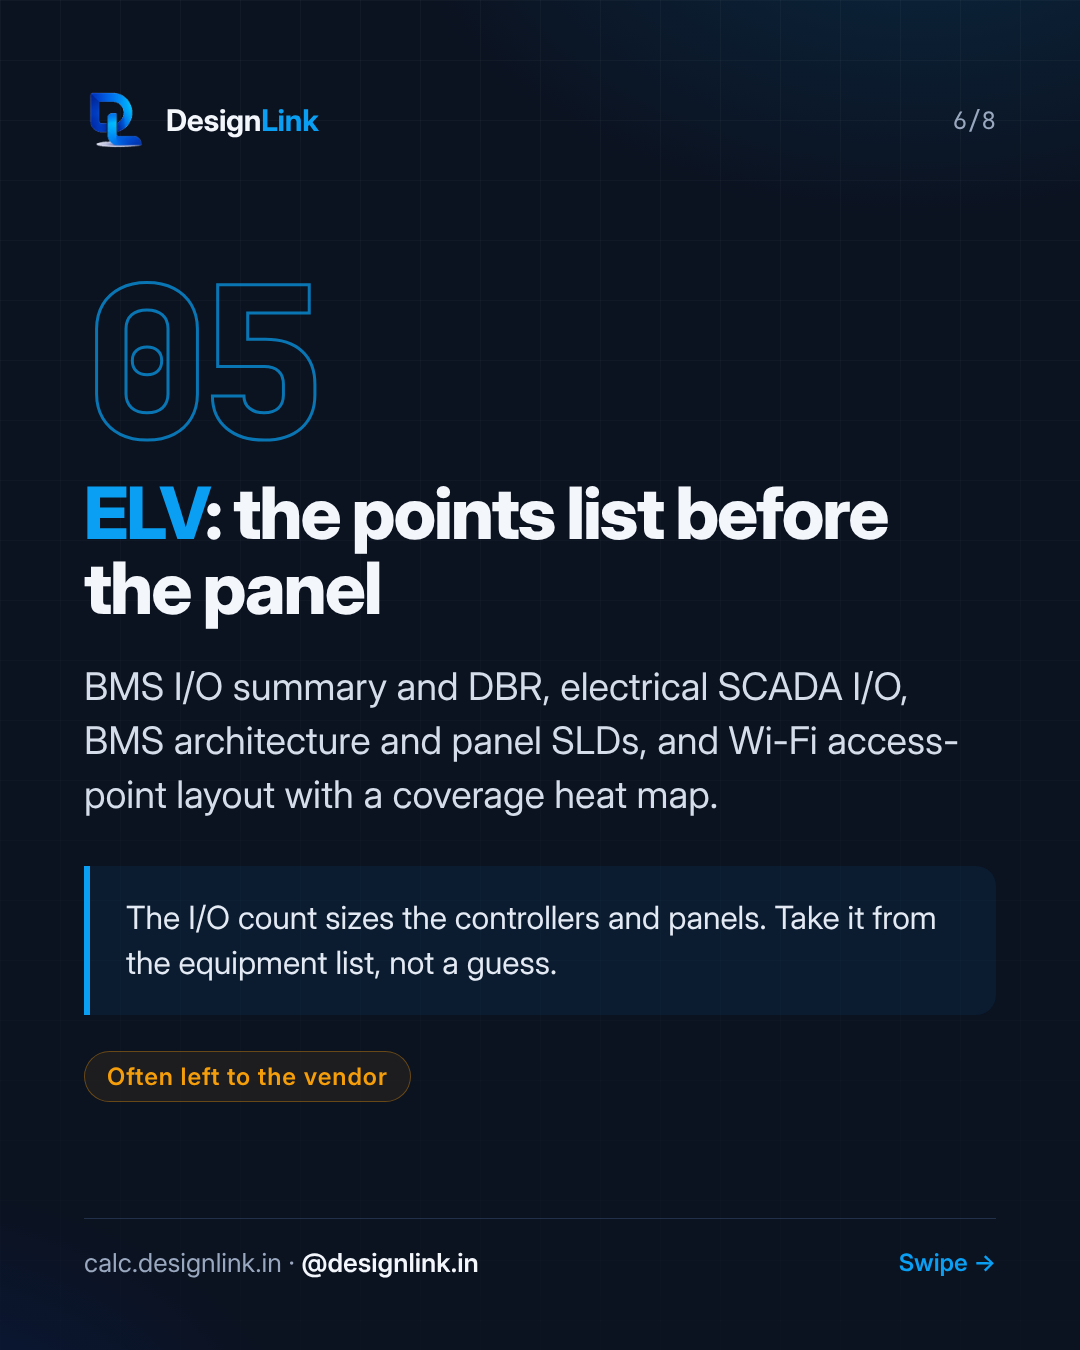 DesignLink
6/8
05
ELV: the points list before
the panel
BMS I/O summary and DBR, electrical SCADA I/O,
BMS architecture and panel SLDs, and Wi-Fi access-
point layout with a coverage heat map.
The I/O count sizes the controllers and panels. Take it from
the equipment list, not a guess.
Often left to the vendor
calc.designlink.in · @designlink.in
Swipe →